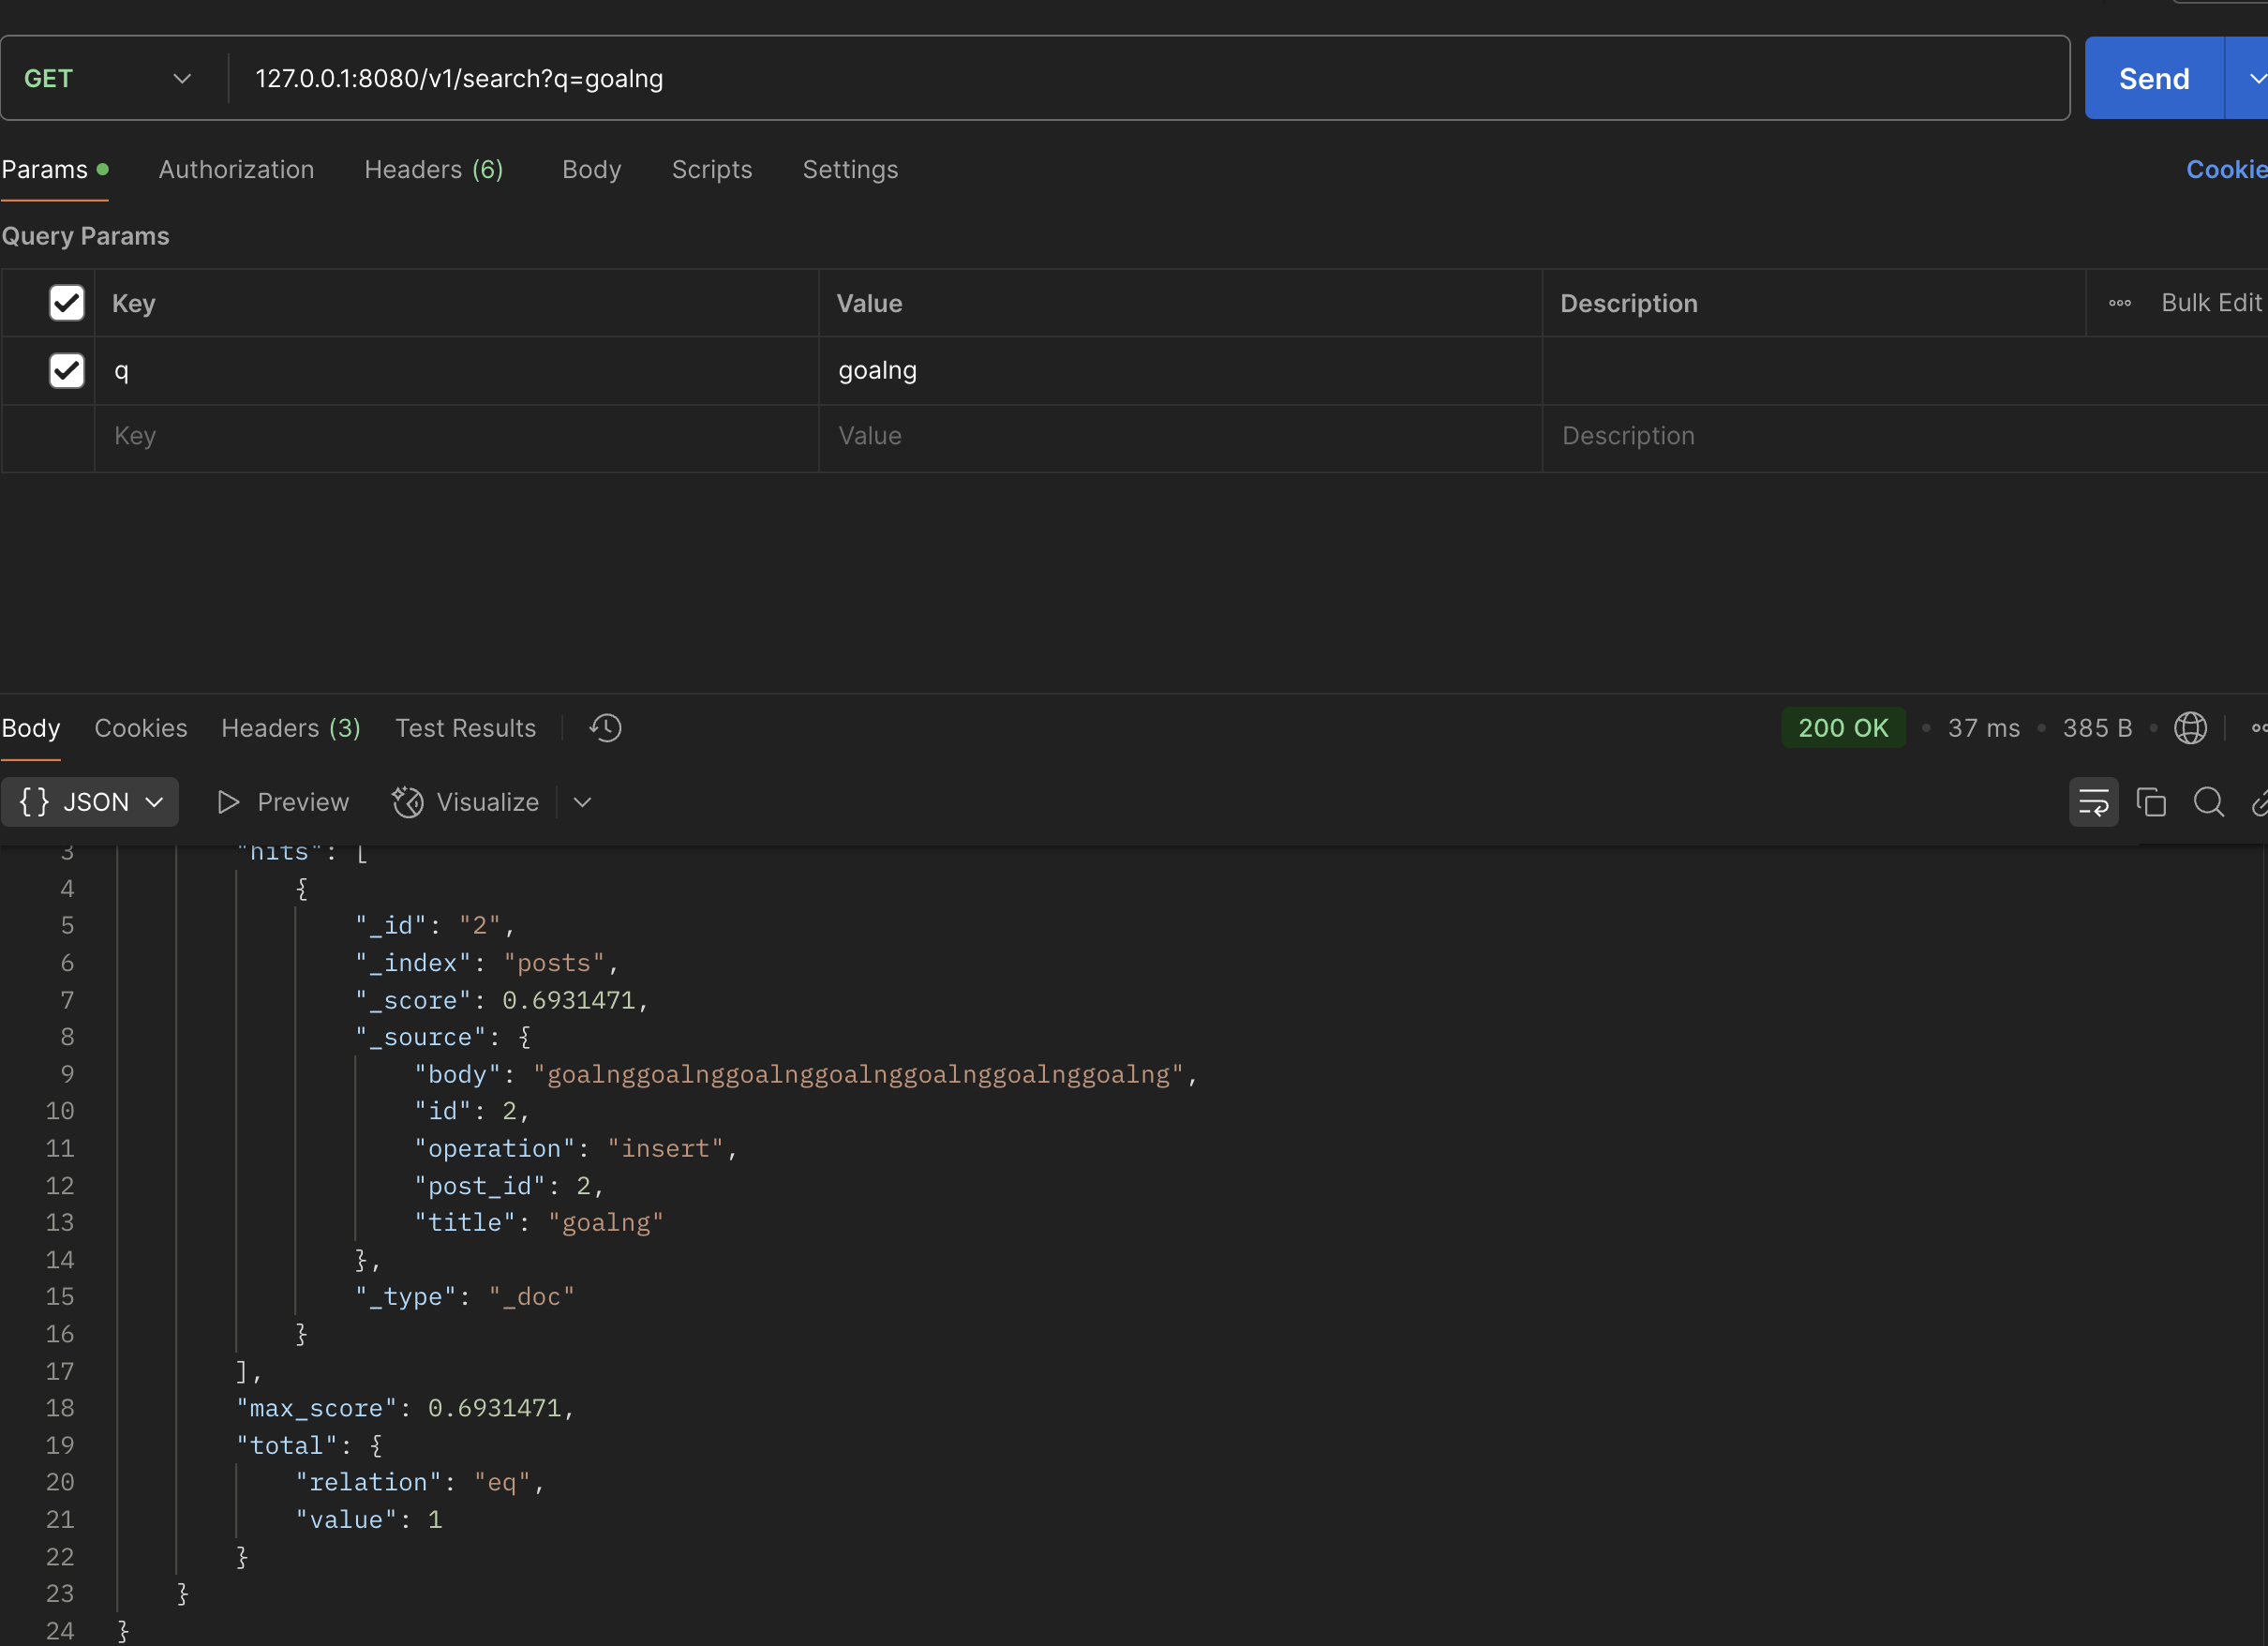 GET 127.0.0.1:8080/v1/search?q=goalng Send
Params Authorization Headers (6) Body Scripts Settings Cookie
Query Params
Key Value Description Bulk Edit
q goalng
Key Value Description
Body Cookies Headers (3) Test Results 200 OK • 37 ms • 385 B •
{} JSON Preview Visualize
3 "hits": [
4 {
5 "_id": "2",
6 "_index": "posts",
7 "_score": 0.6931471,
8 "_source": {
9 "body": "goalnggoalnggoalnggoalnggoalnggoalnggoalng",
10 "id": 2,
11 "operation": "insert",
12 "post_id": 2,
13 "title": "goalng"
14 },
15 "_type": "_doc"
16 }
17 ],
18 "max_score": 0.6931471,
19 "total": {
20 "relation": "eq",
21 "value": 1
22 }
23 }
24 }